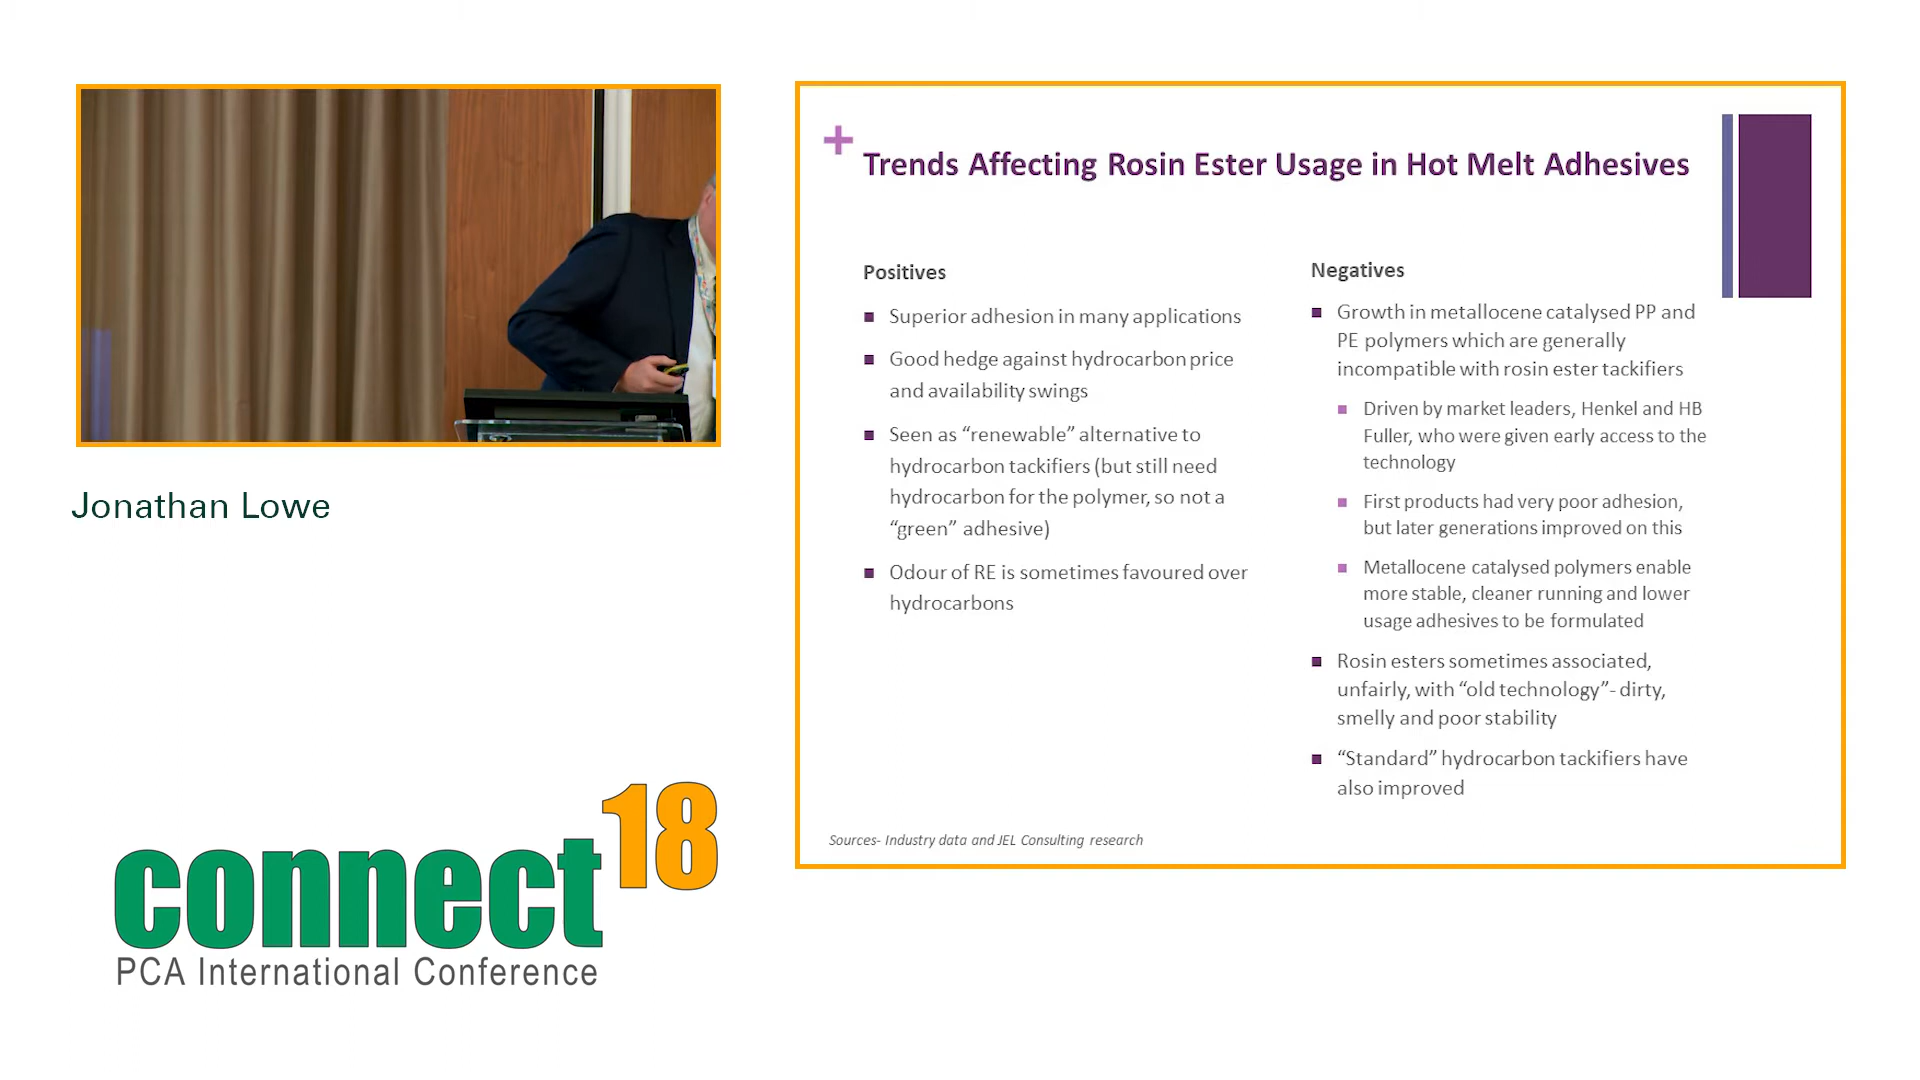 Trends Affecting Rosin Ester Usage in Hot Melt Adhesives
Positives
Superior adhesion in many applications
Good hedge against hydrocarbon price
and availability swings
Seen as “renewable” alternative to
hydrocarbon tackifiers (but still need
hydrocarbon for the polymer, so not a
“green” adhesive)
Odour of RE is sometimes favoured over
hydrocarbons
Negatives
Growth in metallocene catalysed PP and
PE polymers which are generally
incompatible with rosin ester tackifiers
Driven by market leaders, Henkel and HB
Fuller, who were given early access to the
technology
First products had very poor adhesion,
but later generations improved on this
Metallocene catalysed polymers enable
more stable, cleaner running and lower
usage adhesives to be formulated
Rosin esters sometimes associated,
unfairly, with “old technology”- dirty,
smelly and poor stability
“Standard” hydrocarbon tackifiers have
also improved
Sources- Industry data and JEL Consulting research
Jonathan Lowe
connect18
PCA International Conference